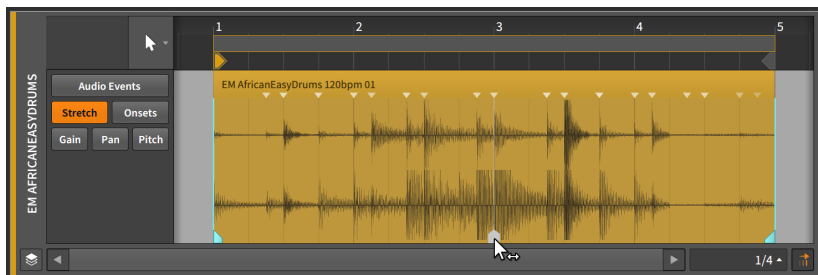 1 2 3 4 5
EM AFRICANEASYDRUMS
Audio Events
EM AfricanEasyDrums 120bpm 01
Stretch Onsets
Gain Pan Pitch
1/4